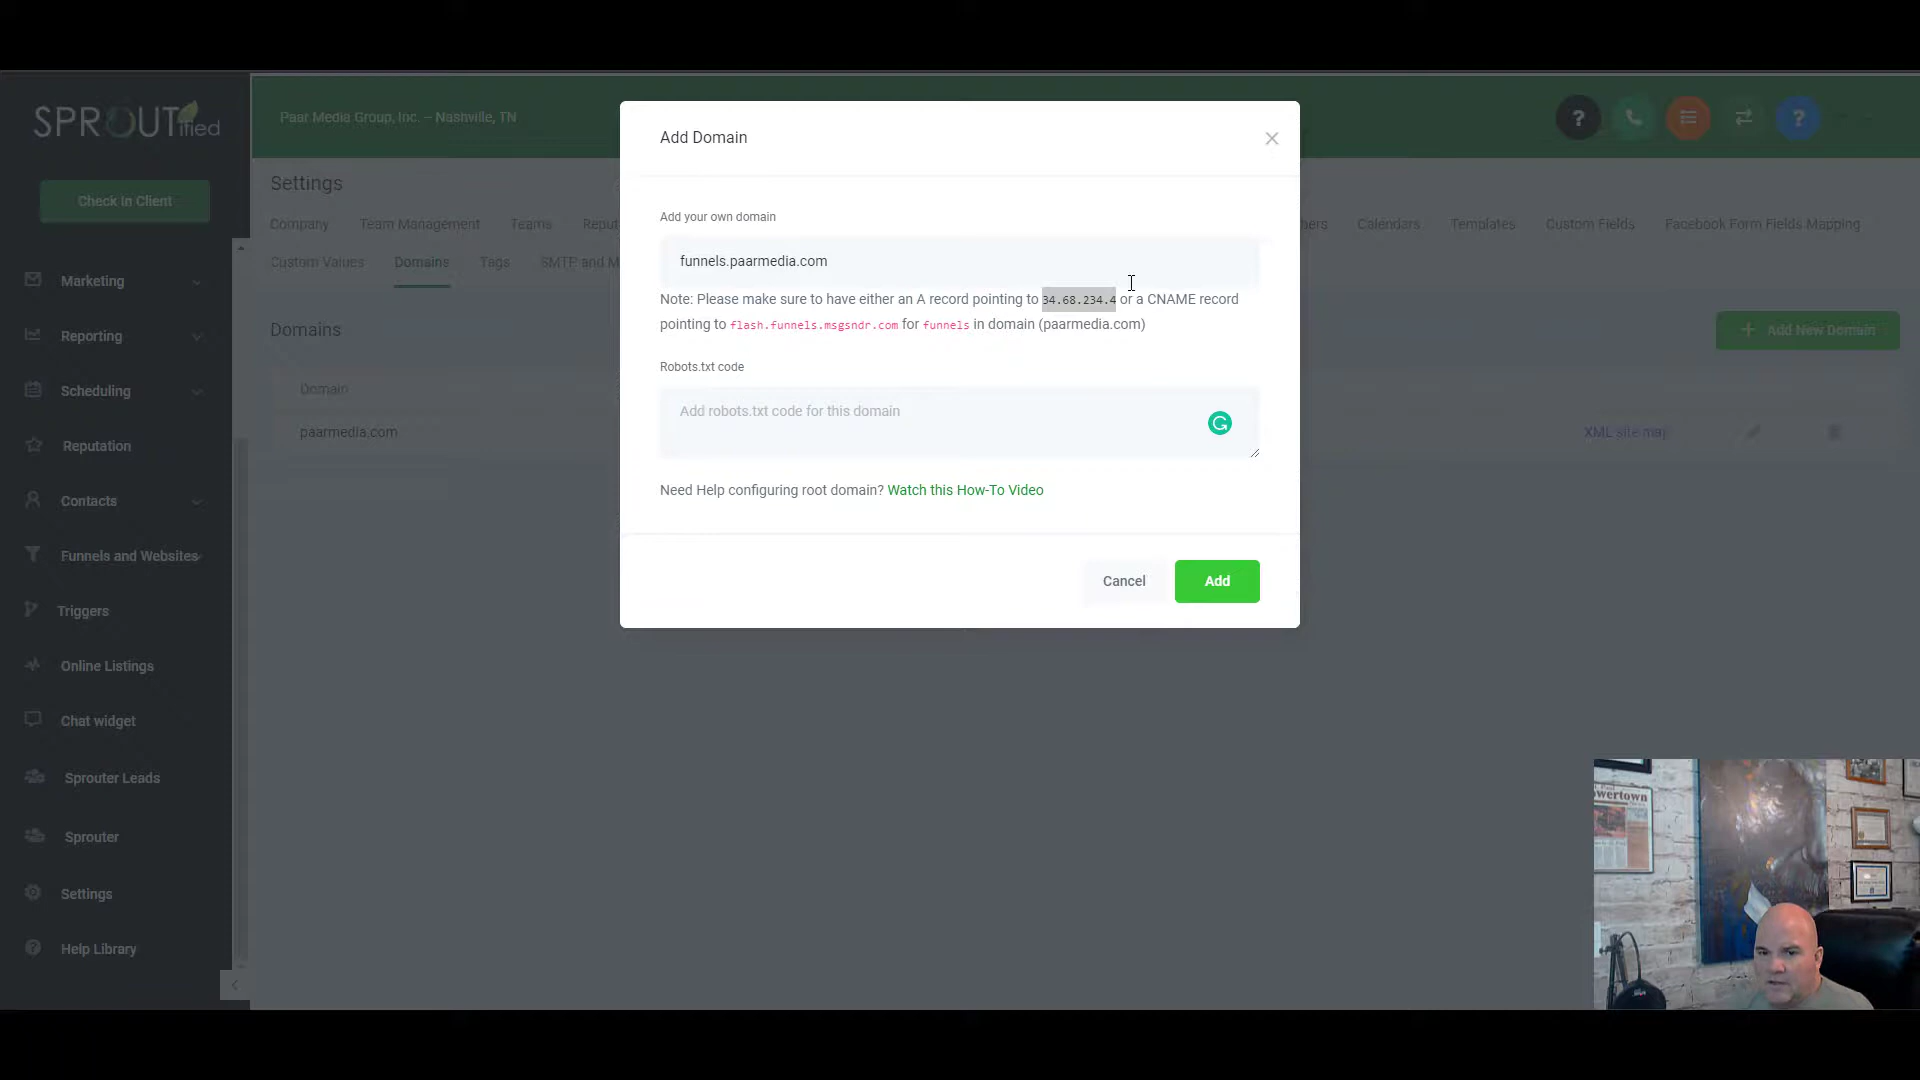 SPROUTified
Paar Media Group, Inc. – Nashville, TN
Check In Client
Marketing
Reporting
Scheduling
Reputation
Contacts
Funnels and Websites
Triggers
Online Listings
Chat widget
Sprouter Leads
Sprouter
Settings
Help Library
Settings
Company
Team Management
Teams
Reput
hers
Calendars
Templates
Custom Fields
Facebook Form Fields Mapping
Custom Values
Domains
Tags
SMTP and M
Domains
Add New Domain
Domain
paarmedia.com
XML site map
Add Domain
Add your own domain
funnels.paarmedia.com
Note: Please make sure to have either an A record pointing to 34.68.234.4 or a CNAME record
pointing to flash.funnels.msgsndr.com for funnels in domain (paarmedia.com)
Robots.txt code
Add robots.txt code for this domain
Need Help configuring root domain? Watch this How-To Video
Cancel
Add
wertown